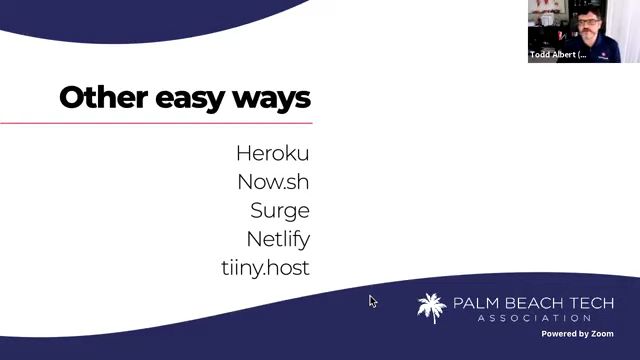 Todd Albert (...
Other easy ways
Heroku
Now.sh
Surge
Netlify
tiiny.host
PALM BEACH TECH
ASSOCIATION
Powered by Zoom